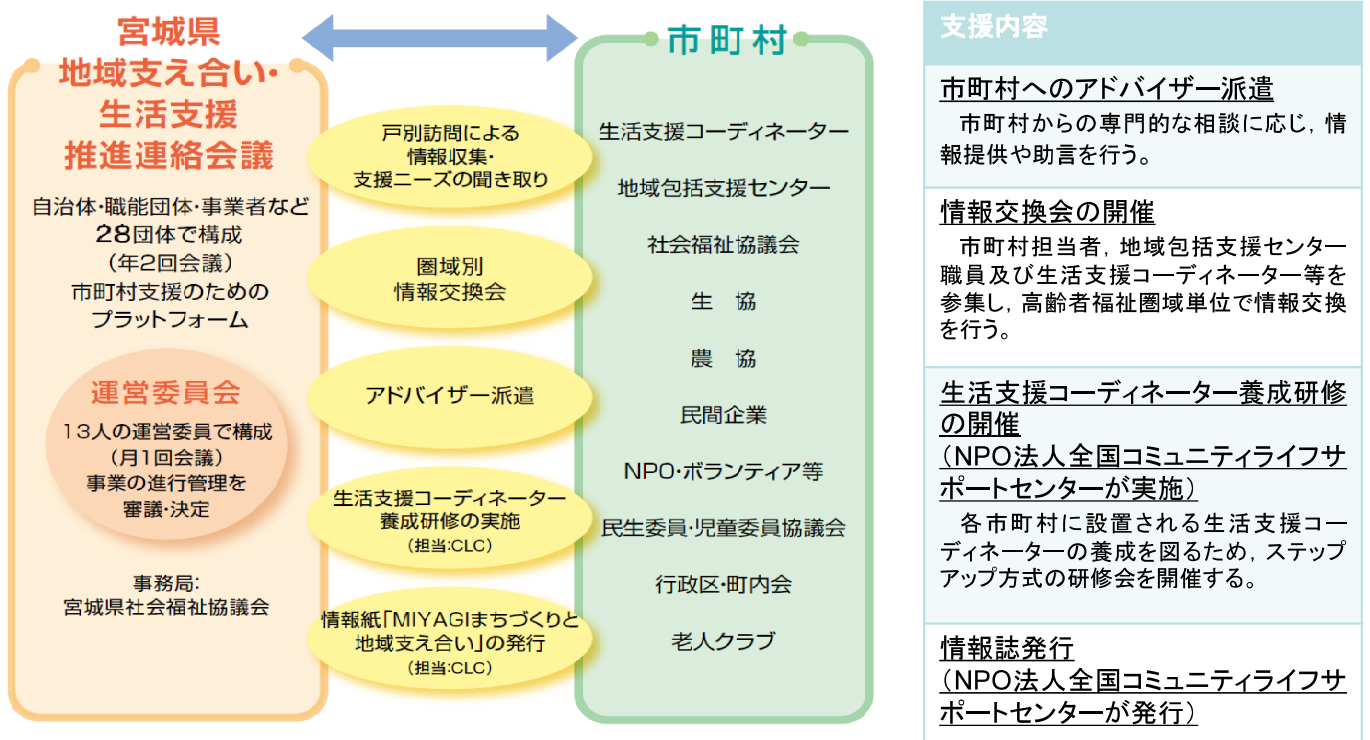 宮城県
地域支え合い・
生活支援
推進連絡会議
自治体・職能団体・事業者など
28団体で構成
（年2回会議）
市町村支援のための
プラットフォーム
運営委員会
13人の運営委員で構成
（月1回会議）
事業の進行管理を
審議・決定
事務局：
宮城県社会福祉協議会
戸別訪問による
情報収集・
支援ニーズの聞き取り
圏域別
情報交換会
アドバイザー派遣
生活支援コーディネーター
養成研修の実施
（担当：CLC）
情報紙「MIYAGIまちづくりと
地域支え合い」の発行
（担当：CLC）
市町村
生活支援コーディネーター
地域包括支援センター
社会福祉協議会
生　協
農　協
民間企業
NPO・ボランティア等
民生委員・児童委員協議会
行政区・町内会
老人クラブ
支援内容
市町村へのアドバイザー派遣
市町村からの専門的な相談に応じ，情
報提供や助言を行う。
情報交換会の開催
市町村担当者，地域包括支援センター
職員及び生活支援コーディネーター等を
参集し，高齢者福祉圏域単位で情報交換
を行う。
生活支援コーディネーター養成研修
の開催
（NPO法人全国コミュニティライフサ
ポートセンターが実施）
各市町村に設置される生活支援コー
ディネーターの養成を図るため，ステップ
アップ方式の研修会を開催する。
情報誌発行
（NPO法人全国コミュニティライフサ
ポートセンターが発行）